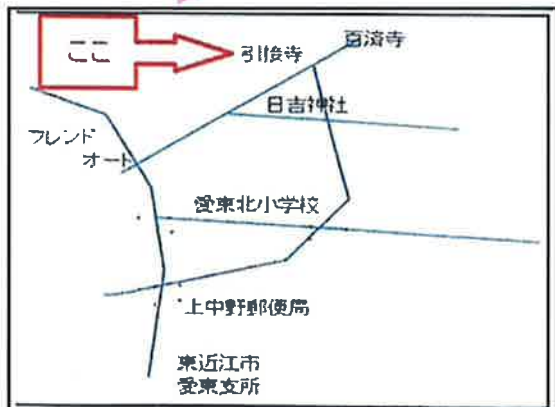 ここ
引接寺
百済寺
日吉神社
フレンド
オート
愛東北小学校
上中野郵便局
東近江市
愛東支所